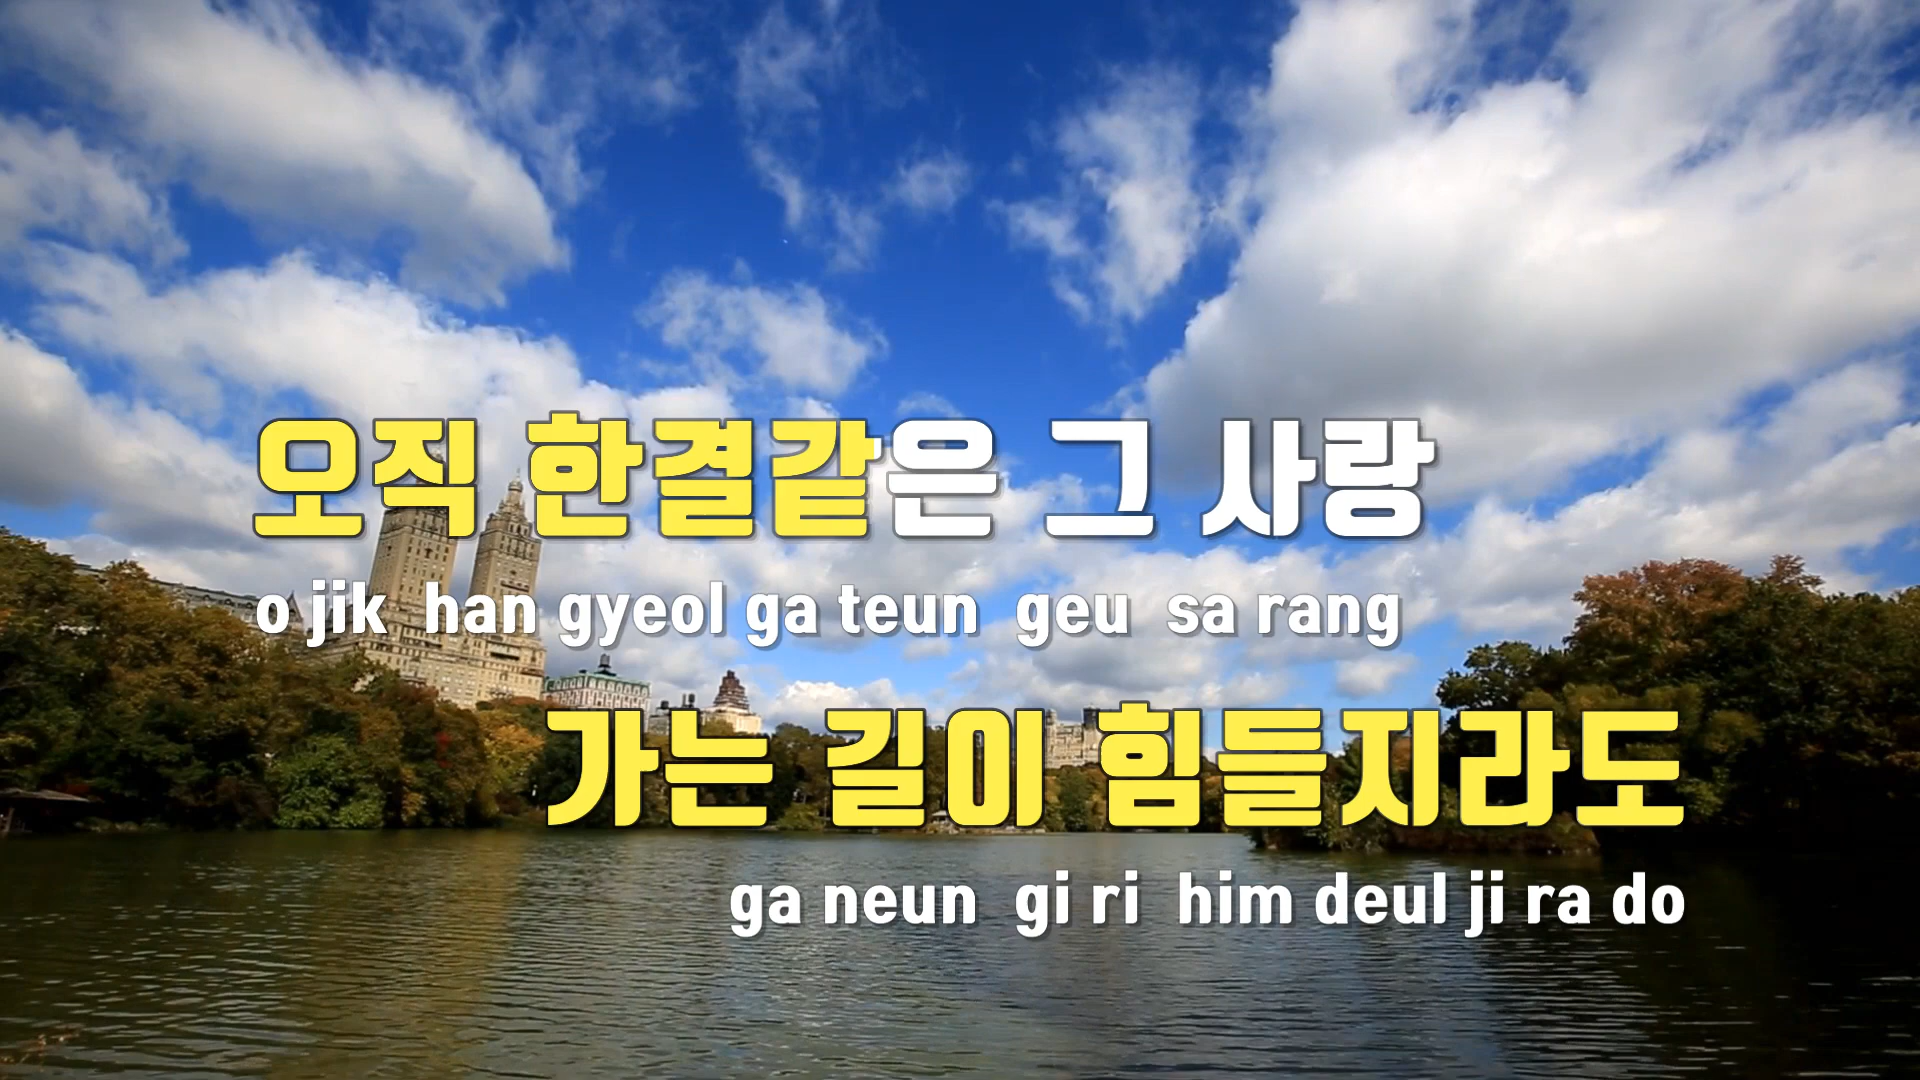 오직 한결같은 그 사랑
o jik han gyeol ga teun geu sa rang
가는 길이 힘들지라도
ga neun gi ri him deul ji ra do